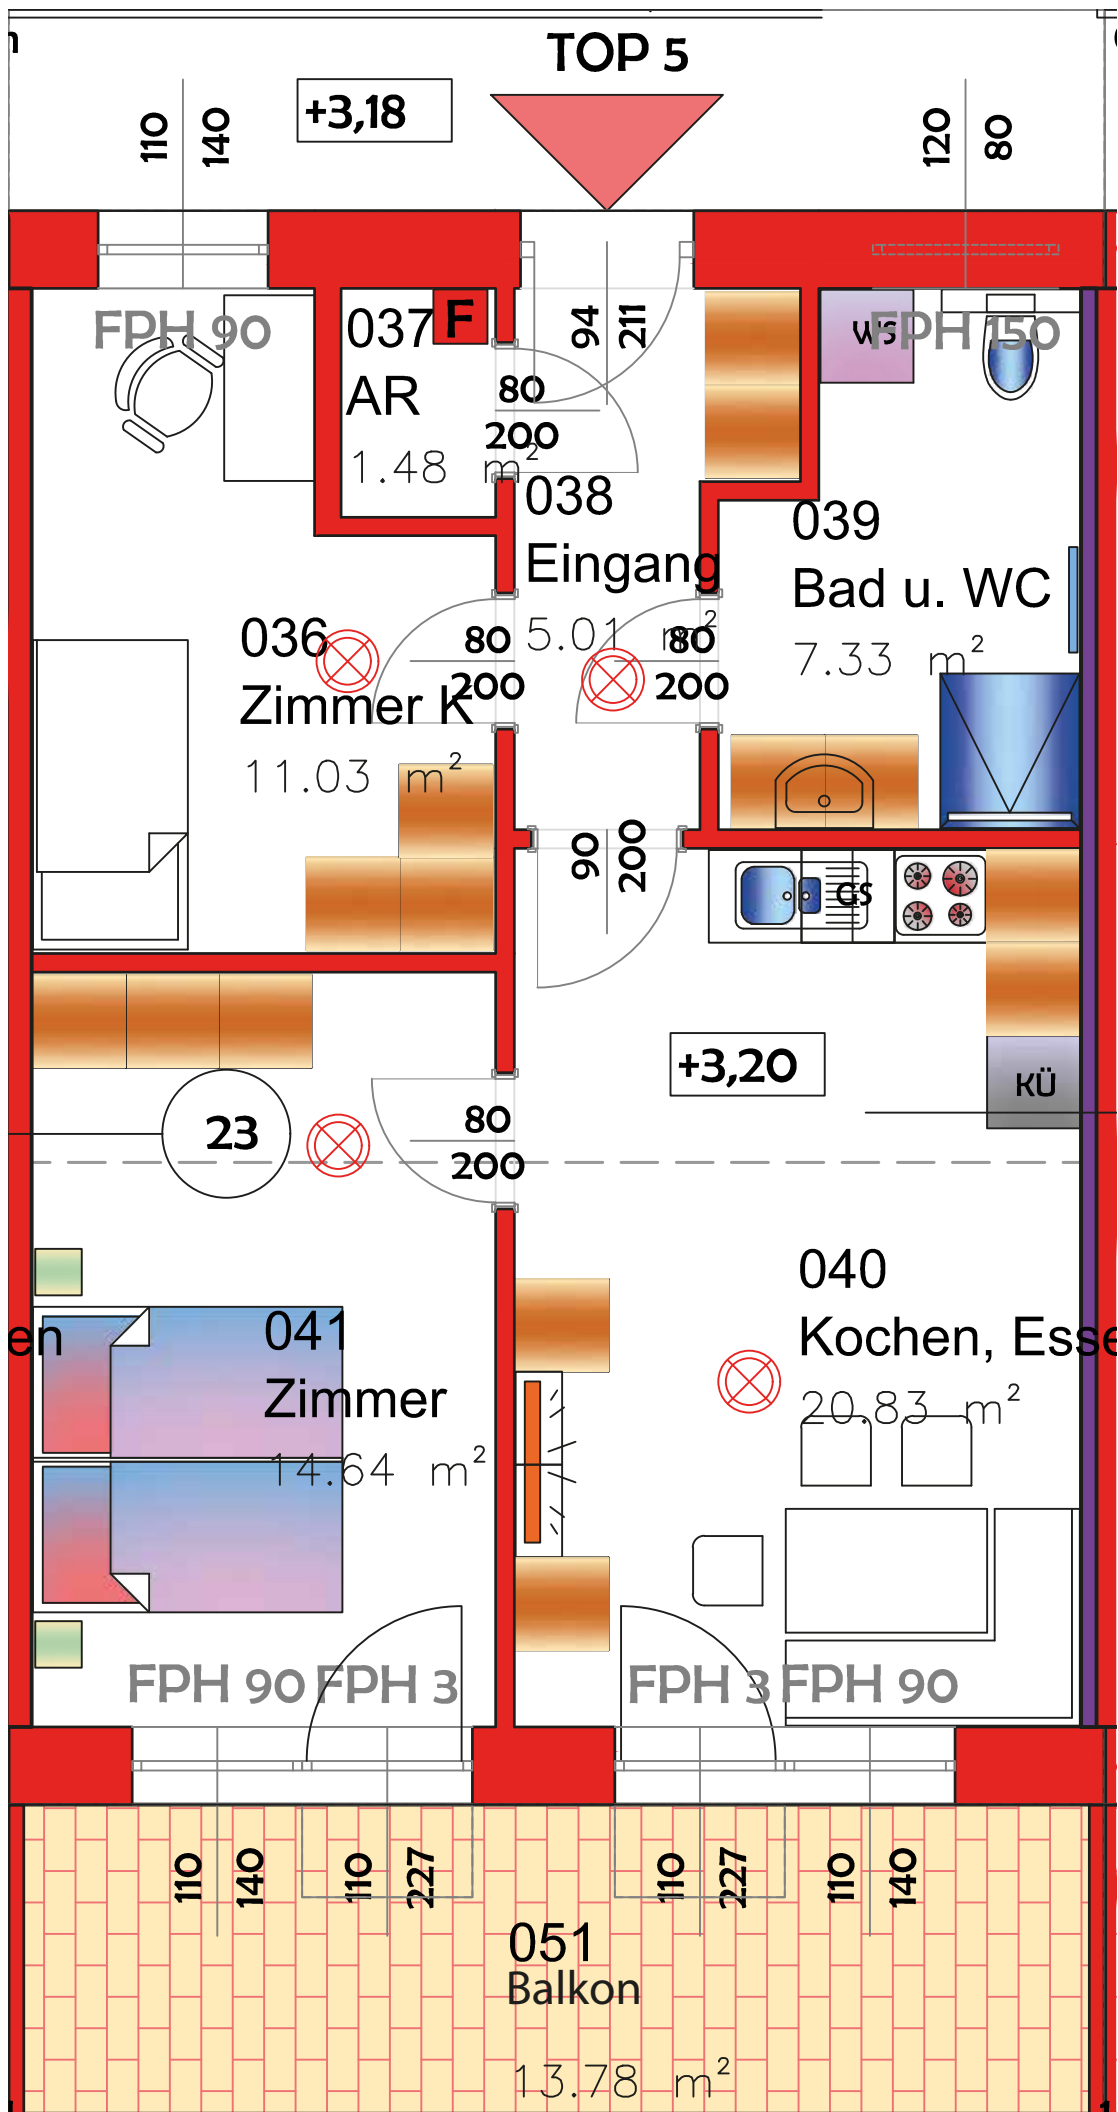 TOP 5
+3,18
110
140
120
80
FPH 90
037
F
AR
1.48 m²
94
211
80
200
WS
FPH 150
038
Eingang
5.01 m²
039
Bad u. WC
7.33 m²
036
Zimmer K
11.03 m²
80
200
80
200
90
200
GS
+3,20
KÜ
23
80
200
040
Kochen, Esse
20.83 m²
en
041
Zimmer
14.64 m²
FPH 90 FPH 3
FPH 3 FPH 90
110
140
110
227
110
227
110
140
051
Balkon
13.78 m²